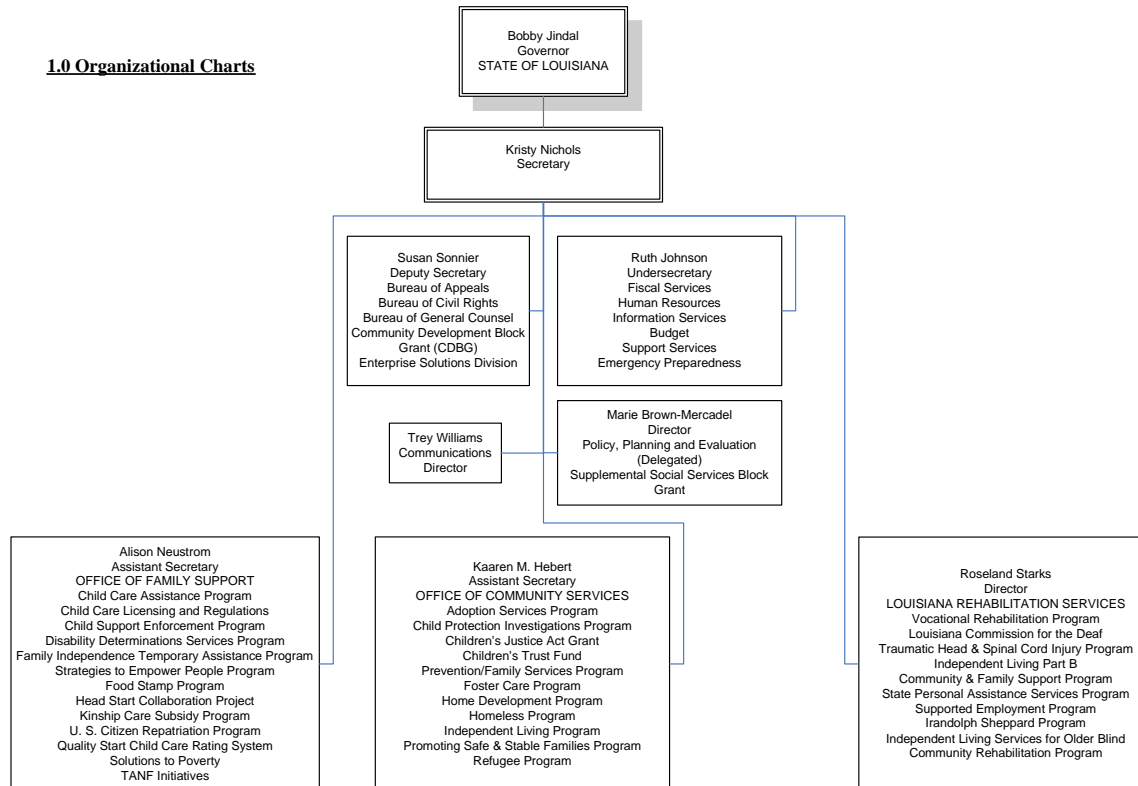 1.0 Organizational Charts
Bobby Jindal
Governor
STATE OF LOUISIANA
Kristy Nichols
Secretary
Susan Sonnier
Deputy Secretary
Bureau of Appeals
Bureau of Civil Rights
Bureau of General Counsel
Community Development Block
Grant (CDBG)
Enterprise Solutions Division
Ruth Johnson
Undersecretary
Fiscal Services
Human Resources
Information Services
Budget
Support Services
Emergency Preparedness
Trey Williams
Communications
Director
Marie Brown-Mercadel
Director
Policy, Planning and Evaluation
(Delegated)
Supplemental Social Services Block
Grant
Alison Neustrom
Assistant Secretary
OFFICE OF FAMILY SUPPORT
Child Care Assistance Program
Child Care Licensing and Regulations
Child Support Enforcement Program
Disability Determinations Services Program
Family Independence Temporary Assistance Program
Strategies to Empower People Program
Food Stamp Program
Head Start Collaboration Project
Kinship Care Subsidy Program
U. S. Citizen Repatriation Program
Quality Start Child Care Rating System
Solutions to Poverty
TANF Initiatives
Kaaren M. Hebert
Assistant Secretary
OFFICE OF COMMUNITY SERVICES
Adoption Services Program
Child Protection Investigations Program
Children's Justice Act Grant
Children's Trust Fund
Prevention/Family Services Program
Foster Care Program
Home Development Program
Homeless Program
Independent Living Program
Promoting Safe & Stable Families Program
Refugee Program
Roseland Starks
Director
LOUISIANA REHABILITATION SERVICES
Vocational Rehabilitation Program
Louisiana Commission for the Deaf
Traumatic Head & Spinal Cord Injury Program
Independent Living Part B
Community & Family Support Program
State Personal Assistance Services Program
Supported Employment Program
Irandolph Sheppard Program
Independent Living Services for Older Blind
Community Rehabilitation Program